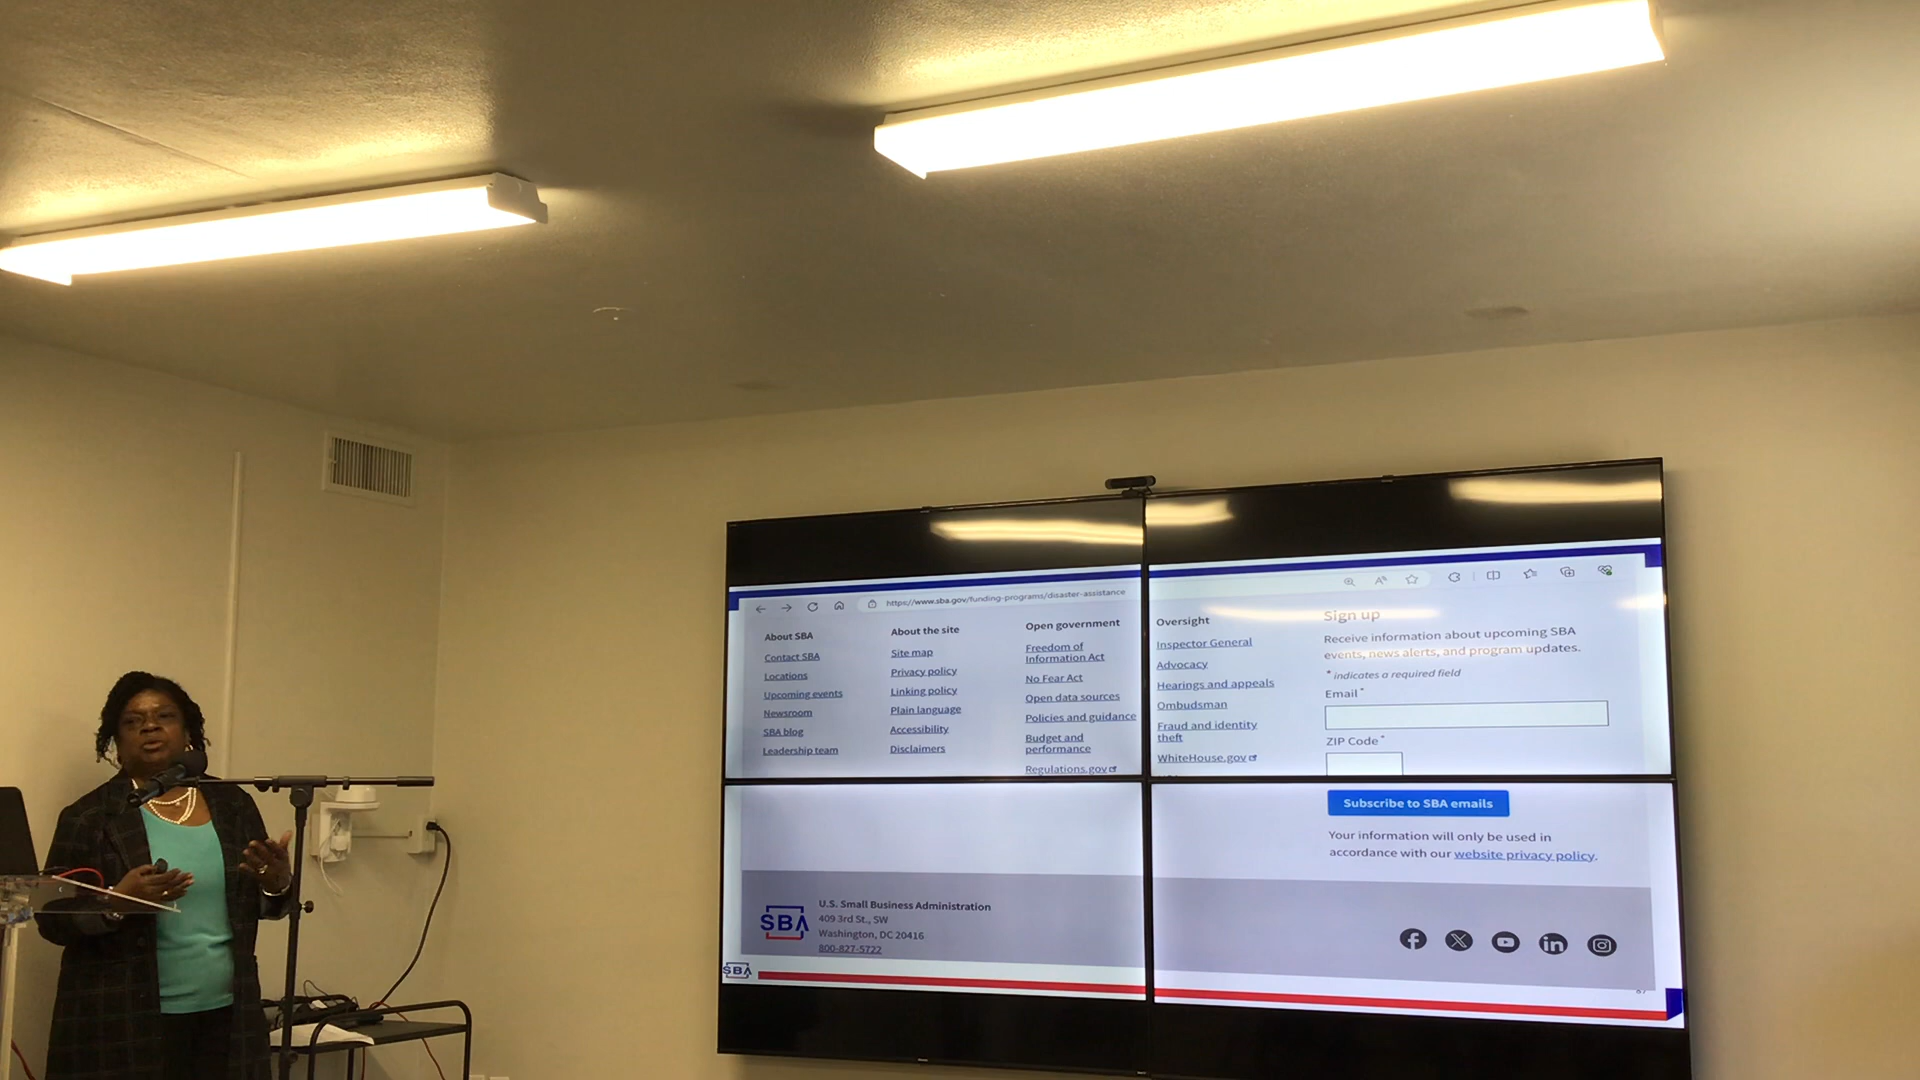 https://www.sba.gov/funding-programs/disaster-assistance
About SBA
Contact SBA
Locations
Upcoming events
Newsroom
SBA blog
Leadership team
About the site
Site map
Privacy policy
Linking policy
Plain language
Accessibility
Disclaimers
Open government
Freedom of
Information Act
No Fear Act
Open data sources
Policies and guidance
Budget and
performance
Regulations.gov
Oversight
Inspector General
Advocacy
Hearings and appeals
Ombudsman
Fraud and identity
theft
WhiteHouse.gov
Sign up
Receive information about upcoming SBA
events, news alerts, and program updates.
* indicates a required field
Email *
ZIP Code *
Subscribe to SBA emails
Your information will only be used in
accordance with our website privacy policy.
SBA
U.S. Small Business Administration
409 3rd St., SW
Washington, DC 20416
800-827-5722
SBA